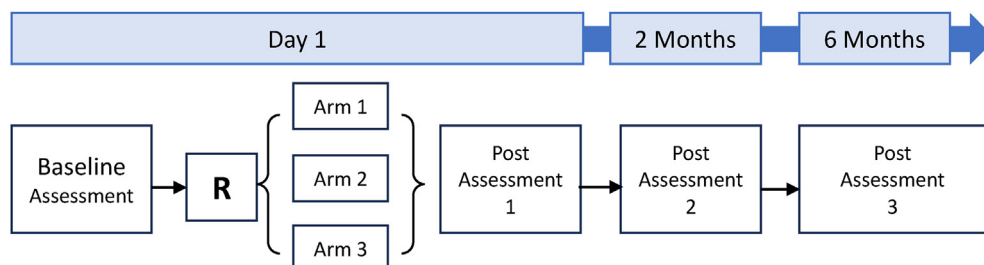 Day 1
2 Months
6 Months
Baseline
Assessment
R
Arm 1
Arm 2
Arm 3
Post
Assessment
1
Post
Assessment
2
Post
Assessment
3